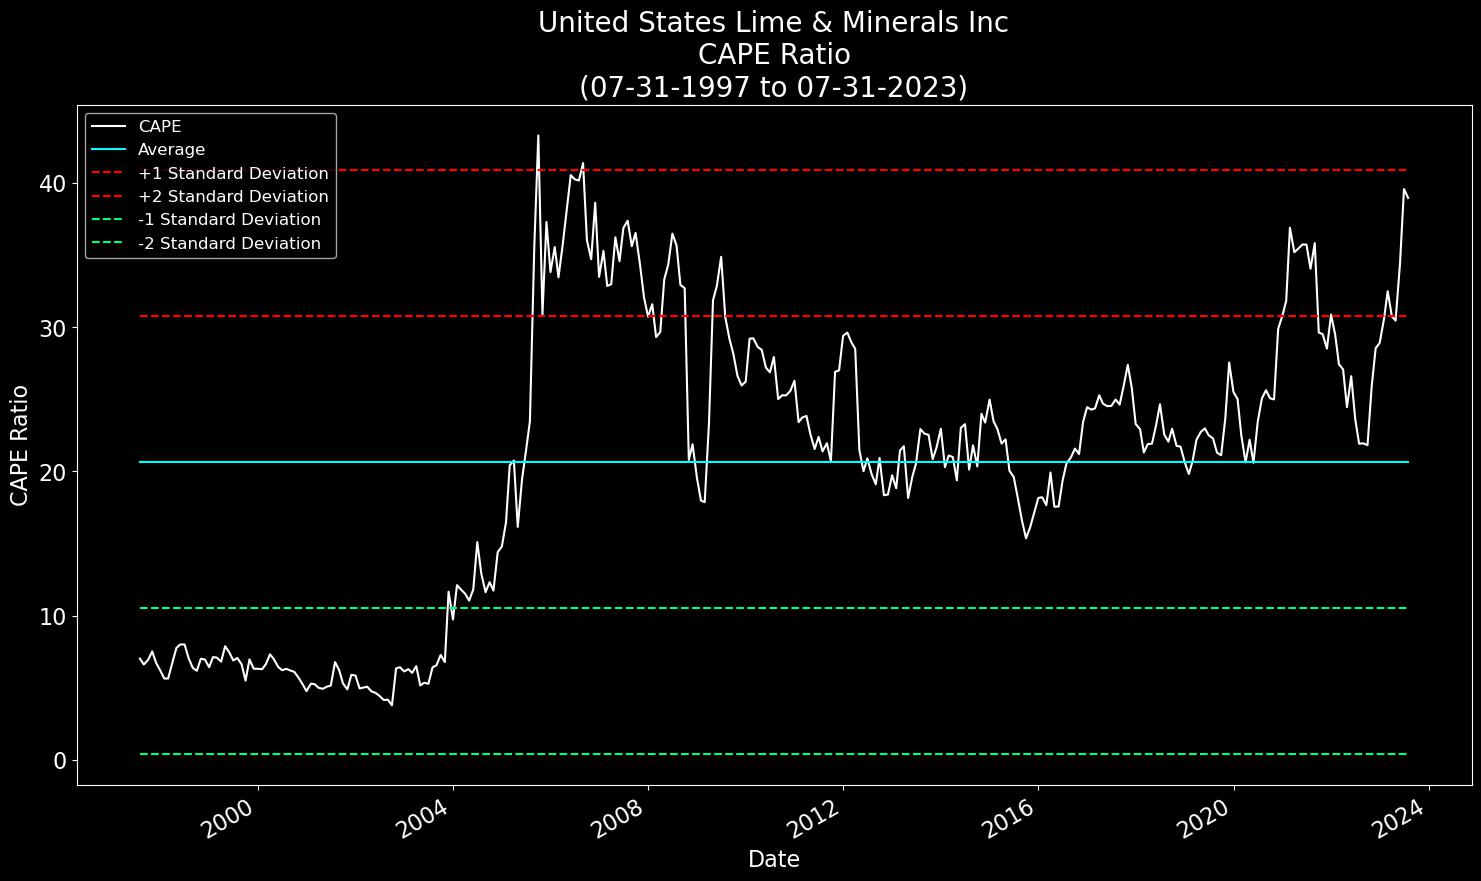 United States Lime & Minerals Inc
CAPE Ratio
(07-31-1997 to 07-31-2023)
CAPE
Average
+1 Standard Deviation
+2 Standard Deviation
-1 Standard Deviation
-2 Standard Deviation
CAPE Ratio
40
30
20
10
0
2000
2004
2008
2012
2016
2020
2024
Date